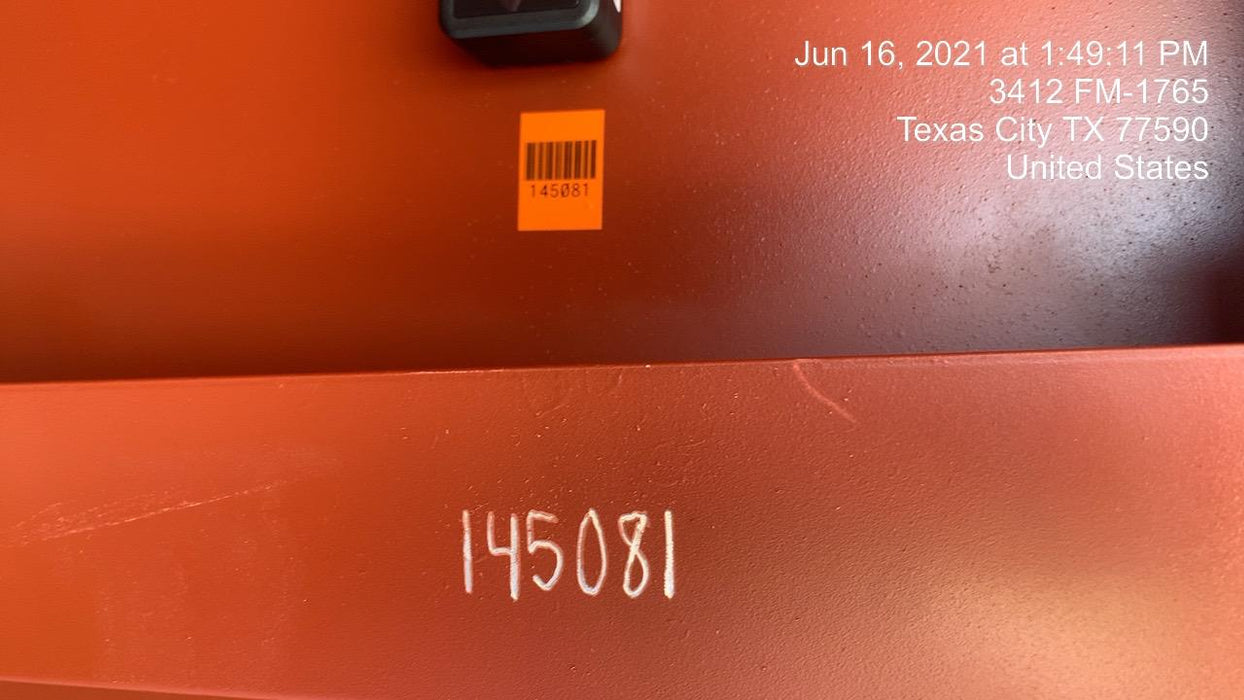 Jun 16, 2021 at 1:49:11 PM
3412 FM-1765
Texas City TX 77590
United States
145081
145081